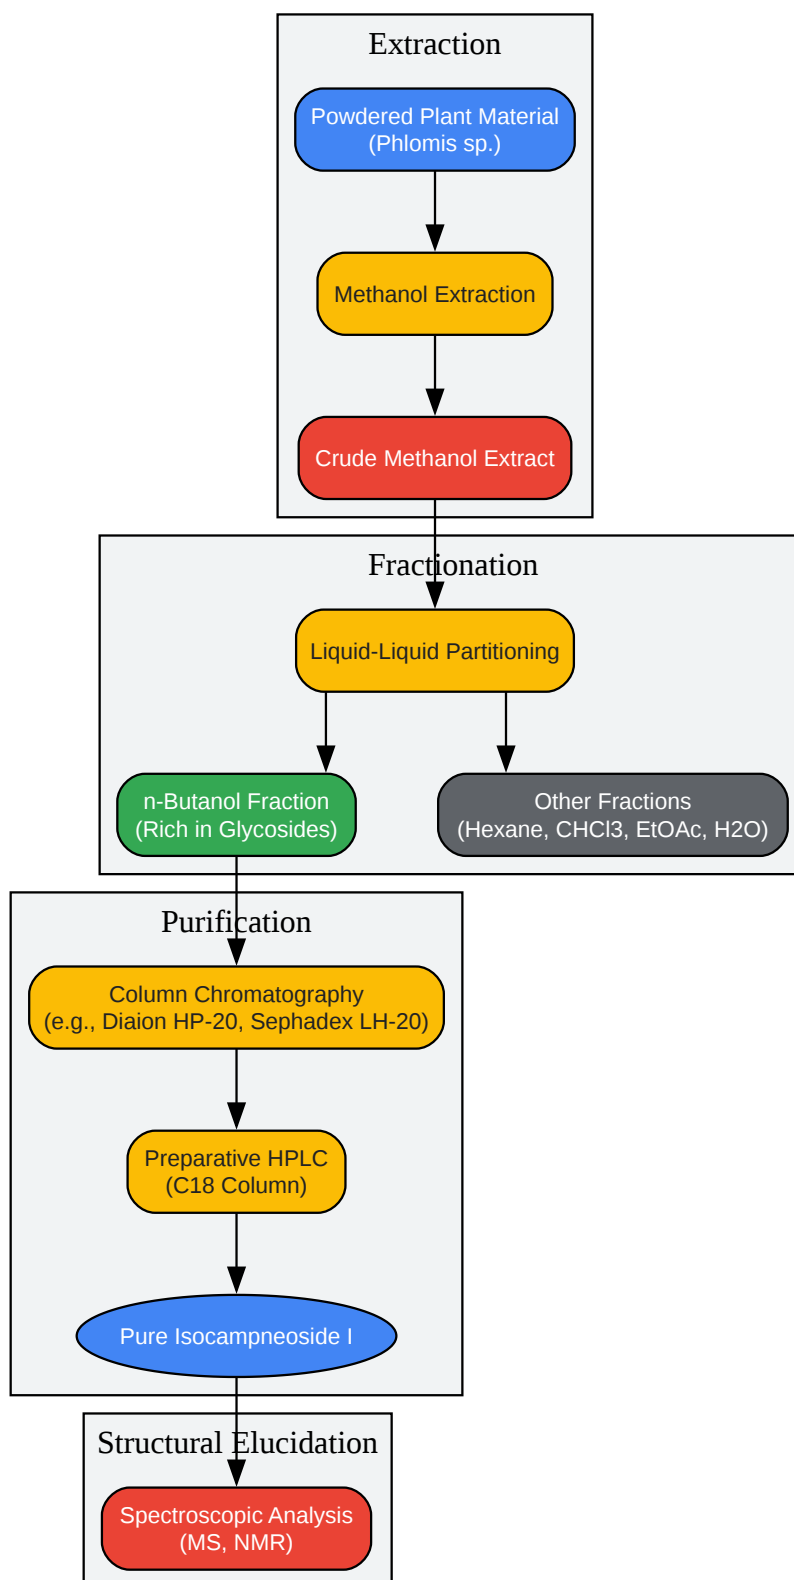 Extraction
Powdered Plant Material
(Phlomis sp.)
Methanol Extraction
Crude Methanol Extract
Fractionation
Liquid-Liquid Partitioning
n-Butanol Fraction
(Rich in Glycosides)
Other Fractions
(Hexane, CHCl3, EtOAc, H2O)
Purification
Column Chromatography
(e.g., Diaion HP-20, Sephadex LH-20)
Preparative HPLC
(C18 Column)
Pure Isocampneoside I
Structural Elucidation
Spectroscopic Analysis
(MS, NMR)